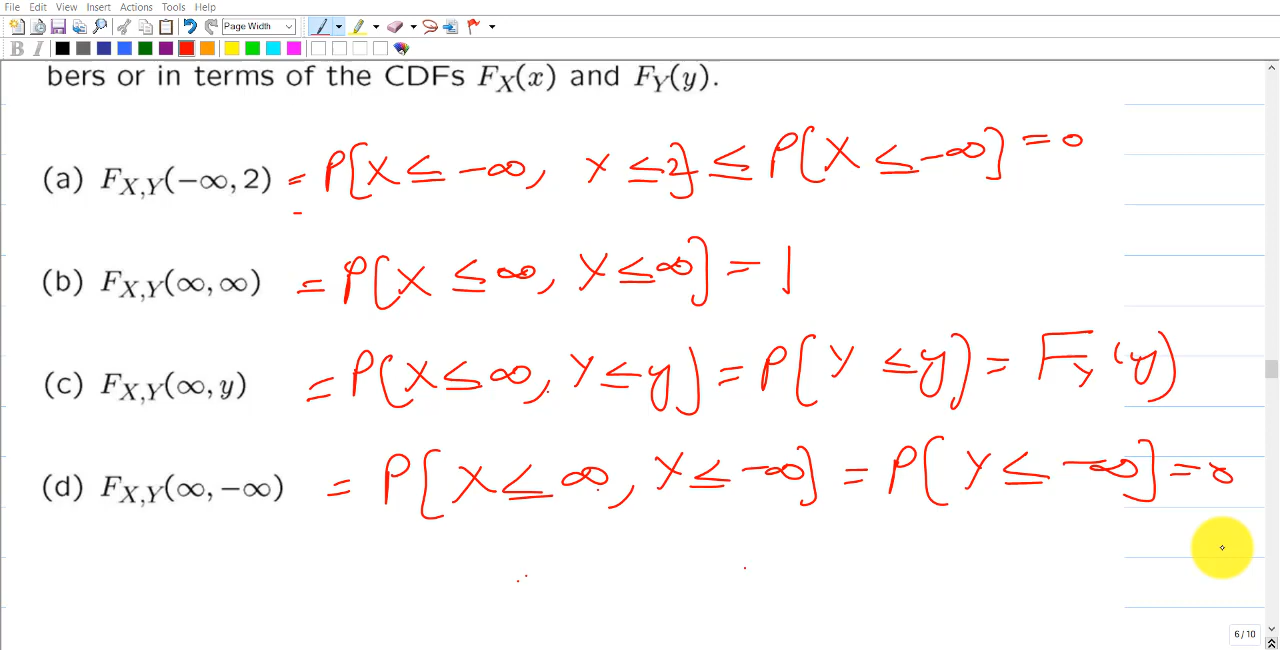 File Edit View Insert Actions Tools Help
Page Width
B I
bers or in terms of the CDFs F_X(x) and F_Y(y).
(a) F_{X,Y}(−∞, 2) = P[X ≤ −∞, Y ≤ 2] ≤ P[X ≤ −∞] = 0
(b) F_{X,Y}(∞, ∞) = P[X ≤ ∞, Y ≤ ∞] = 1
(c) F_{X,Y}(∞, y) = P[X ≤ ∞, Y ≤ y] = P[Y ≤ y] = F_Y(y)
(d) F_{X,Y}(∞, −∞) = P[X ≤ ∞, Y ≤ −∞] = P[Y ≤ −∞] = 0
6 / 10